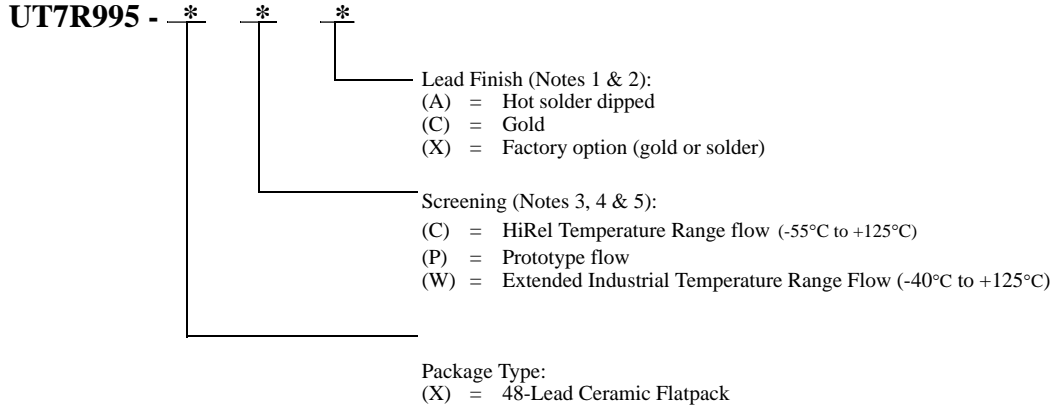 UT7R995 - * * *
Lead Finish (Notes 1 & 2):
(A) = Hot solder dipped
(C) = Gold
(X) = Factory option (gold or solder)
Screening (Notes 3, 4 & 5):
(C) = HiRel Temperature Range flow (-55°C to +125°C)
(P) = Prototype flow
(W) = Extended Industrial Temperature Range Flow (-40°C to +125°C)
Package Type:
(X) = 48-Lead Ceramic Flatpack